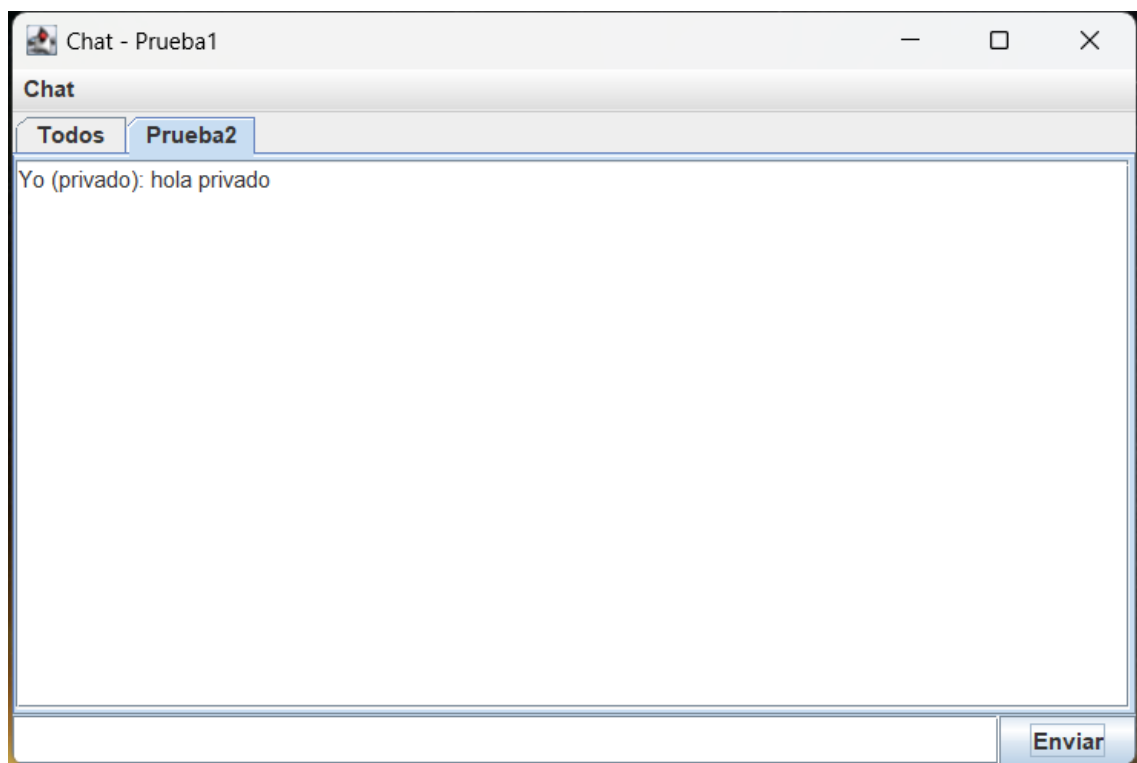 Chat - Prueba1
Chat
Todos Prueba2
Yo (privado): hola privado
Enviar